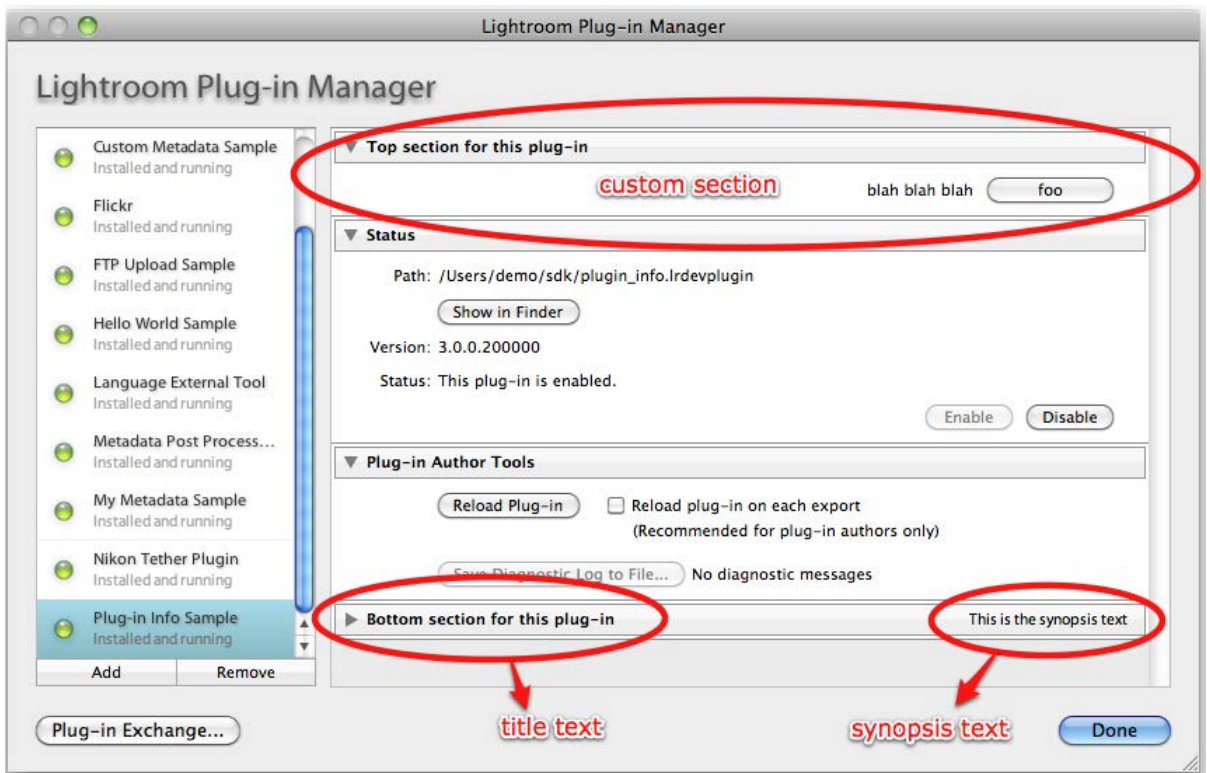 Lightroom Plug-in Manager
Lightroom Plug-in Manager
Custom Metadata Sample
Installed and running
Flickr
Installed and running
FTP Upload Sample
Installed and running
Hello World Sample
Installed and running
Language External Tool
Installed and running
Metadata Post Process...
Installed and running
My Metadata Sample
Installed and running
Nikon Tether Plugin
Installed and running
Plug-in Info Sample
Installed and running
Add Remove
Top section for this plug-in
custom section
blah blah blah foo
Status
Path: /Users/demo/sdk/plugin_info.lrdevplugin
Show in Finder
Version: 3.0.0.200000
Status: This plug-in is enabled.
Enable Disable
Plug-in Author Tools
Reload Plug-in Reload plug-in on each export
(Recommended for plug-in authors only)
Save Diagnostic Log to File... No diagnostic messages
Bottom section for this plug-in This is the synopsis text
title text synopsis text
Plug-in Exchange... Done